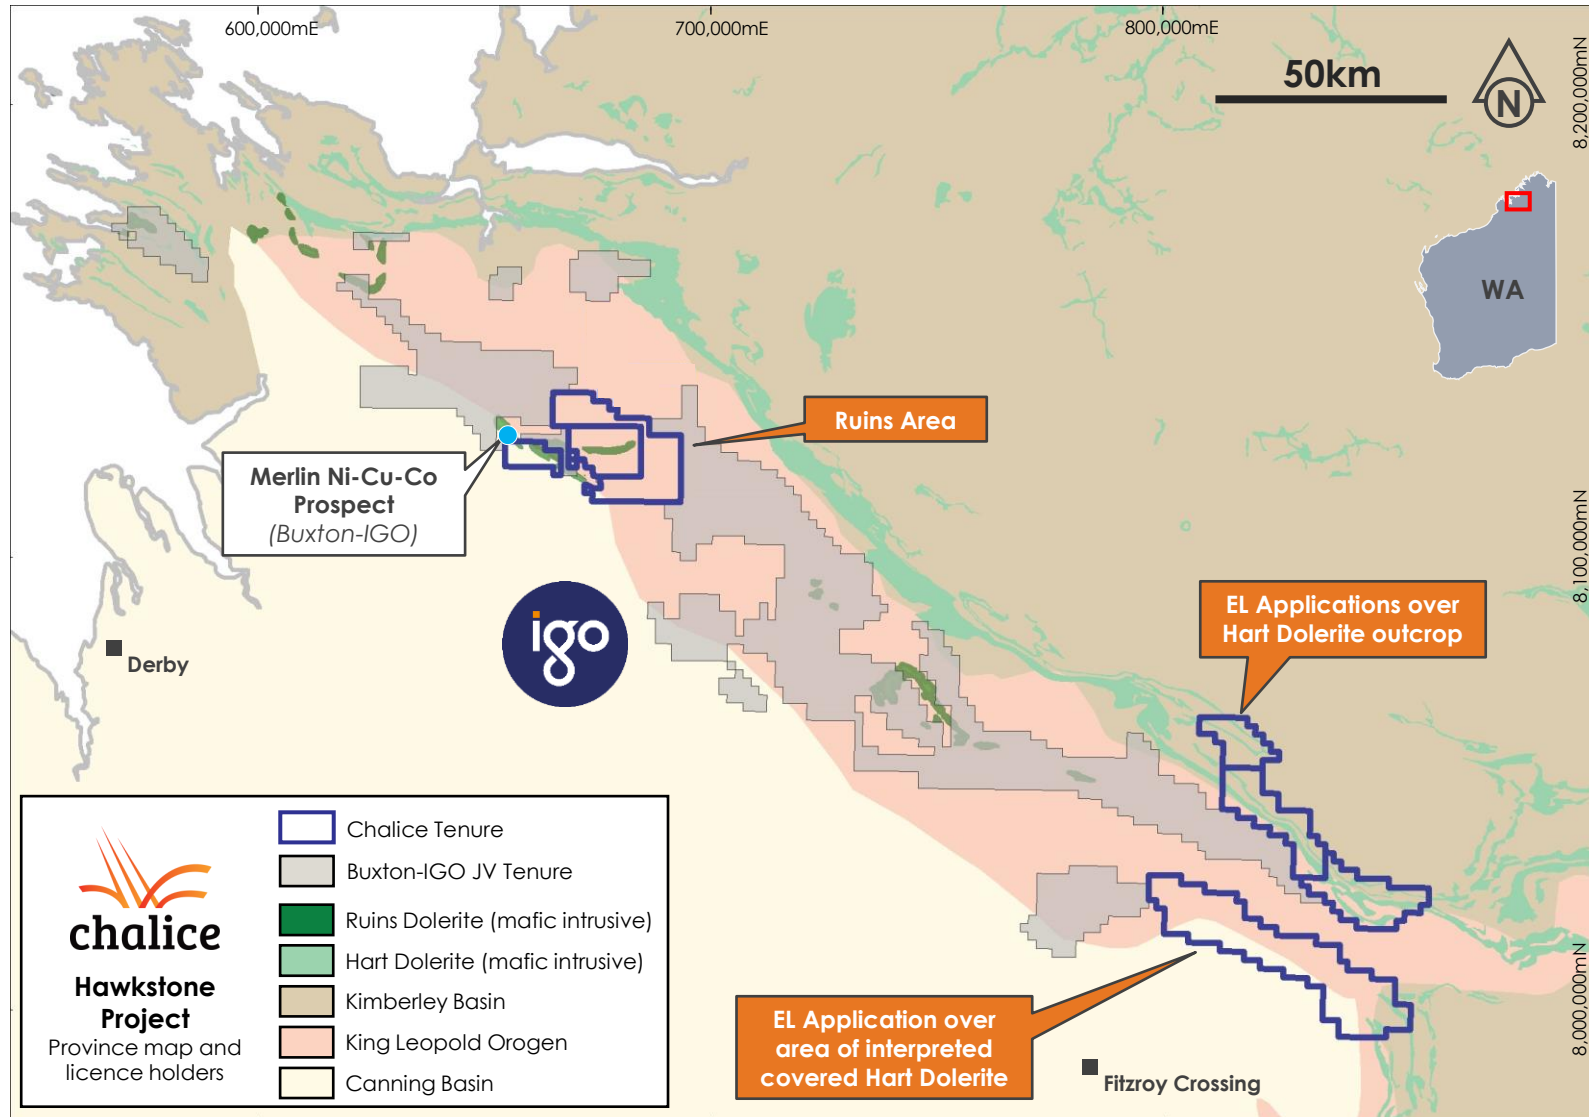 600,000mE
700,000mE
800,000mE
50km
N
8,200,000mN
WA
Ruins Area
Merlin Ni-Cu-Co
Prospect
(Buxton-IGO)
8,100,000mN
EL Applications over
Hart Dolerite outcrop
igo
Derby
Chalice Tenure
Buxton-IGO JV Tenure
Ruins Dolerite (mafic intrusive)
Hart Dolerite (mafic intrusive)
Kimberley Basin
King Leopold Orogen
Canning Basin
chalice
Hawkstone
Project
Province map and
licence holders
EL Application over
area of interpreted
covered Hart Dolerite
8,000,000mN
Fitzroy Crossing